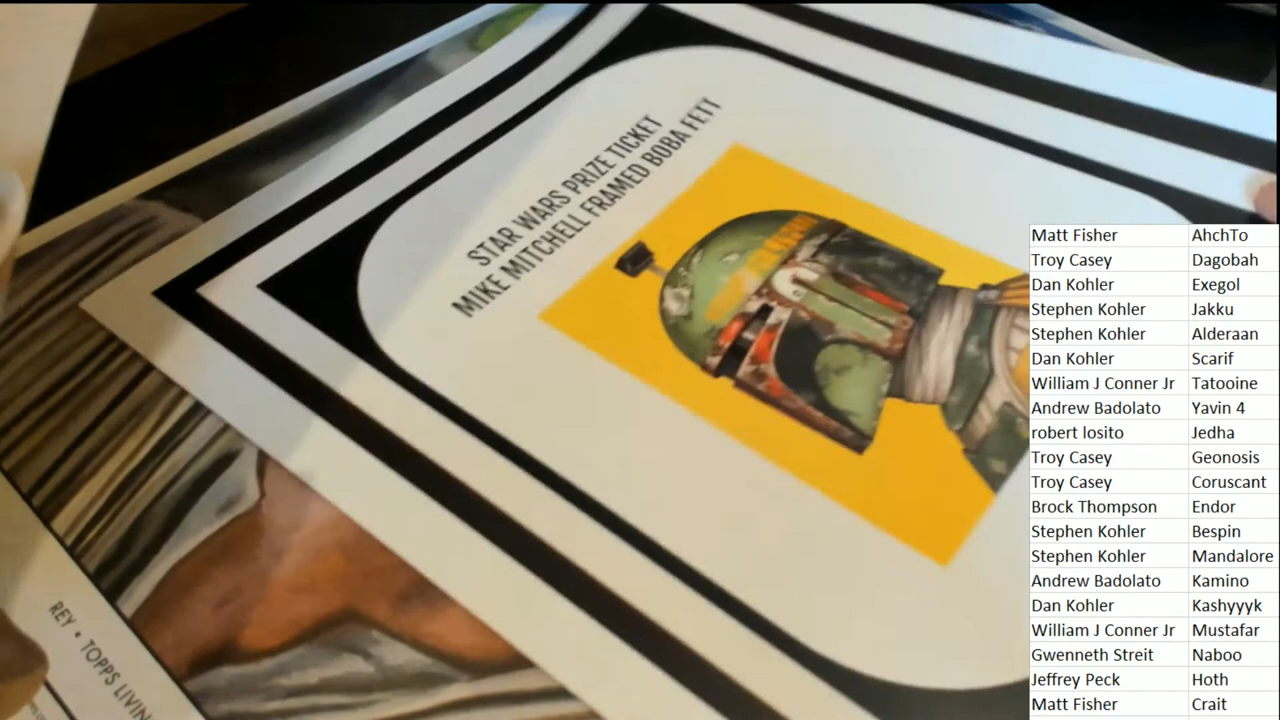 STAR WARS PRIZE TICKET
MIKE MITCHELL FRAMED BOBA FETT
REY • TOPPS LIVING
Matt Fisher AhchTo
Troy Casey Dagobah
Dan Kohler Exegol
Stephen Kohler Jakku
Stephen Kohler Alderaan
Dan Kohler Scarif
William J Conner Jr Tatooine
Andrew Badolato Yavin 4
robert losito Jedha
Troy Casey Geonosis
Troy Casey Coruscant
Brock Thompson Endor
Stephen Kohler Bespin
Stephen Kohler Mandalore
Andrew Badolato Kamino
Dan Kohler Kashyyyk
William J Conner Jr Mustafar
Gwenneth Streit Naboo
Jeffrey Peck Hoth
Matt Fisher Crait